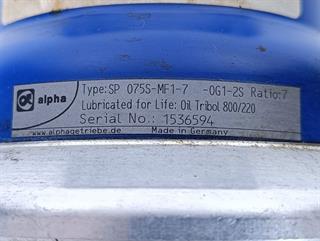 alpha
Type: SP 075S-MF1-7 -0G1-2S Ratio:7
Lubricated for Life: Oil Tribol 800/220
Serial No.: 1536594
www.alphagetriebe.de Made in Germany